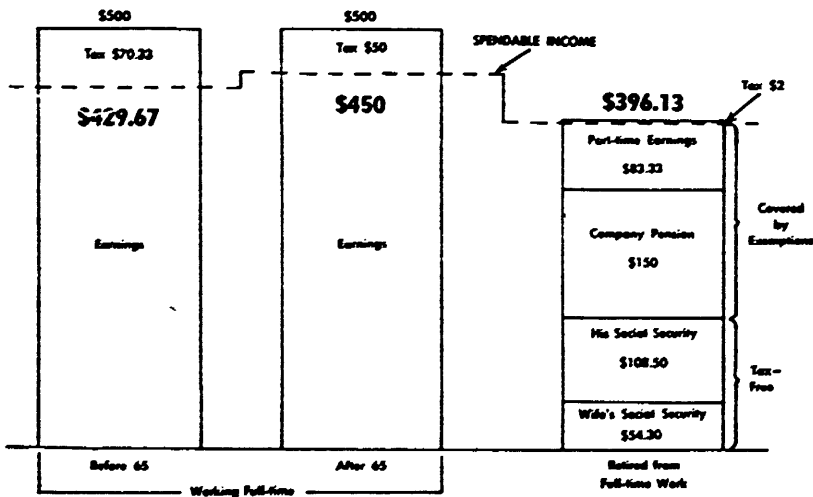 $500
Tax $70.33
$429.67
Earnings
Before 65
$500
Tax $50
$450
Earnings
After 65
Working Full-time
SPENDABLE INCOME
Tax $2
$396.13
Part-time Earnings
$83.33
Company Pension
$150
His Social Security
$108.50
Wife's Social Security
$54.30
Retired from
Full-time Work
Covered
by
Exemptions
Tax-
Free